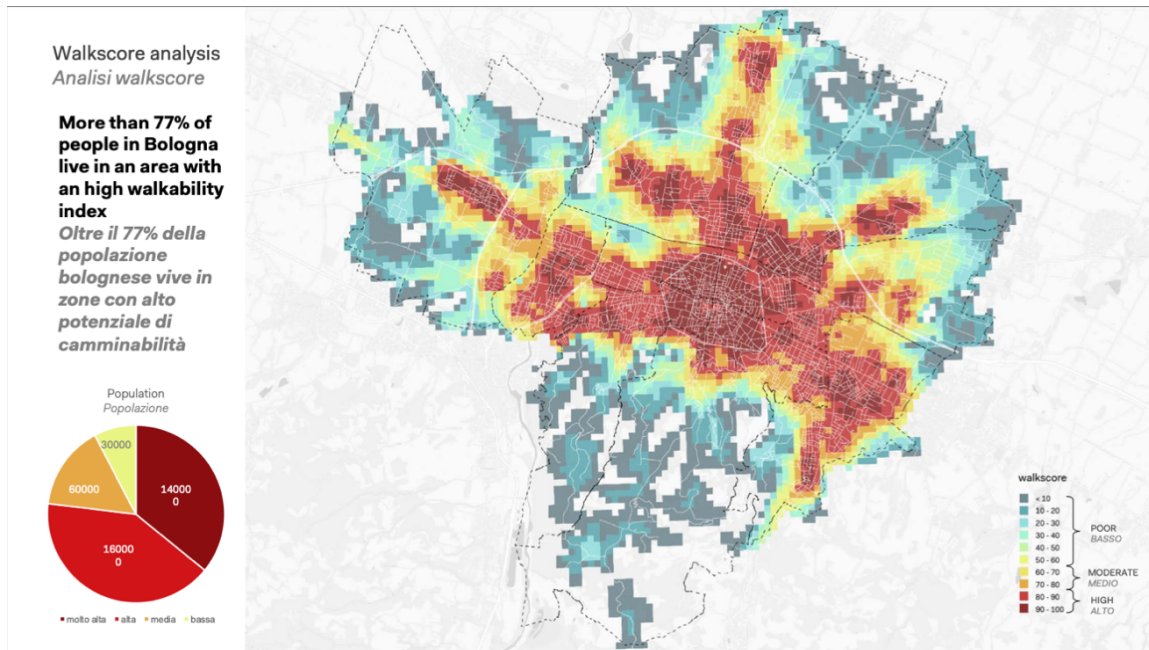 Walkscore analysis
Analisi walkscore
More than 77% of
people in Bologna
live in an area with
an high walkability
index
Oltre il 77% della
popolazione
bolognese vive in
zone con alto
potenziale di
camminabilità
Population
Popolazione
30000
60000
14000
0
16000
0
molto alta alta media bassa
walkscore
< 10
10 - 20
20 - 30
30 - 40
40 - 50
50 - 60
60 - 70
70 - 80
80 - 90
90 - 100
POOR
BASSO
MODERATE
MEDIO
HIGH
ALTO